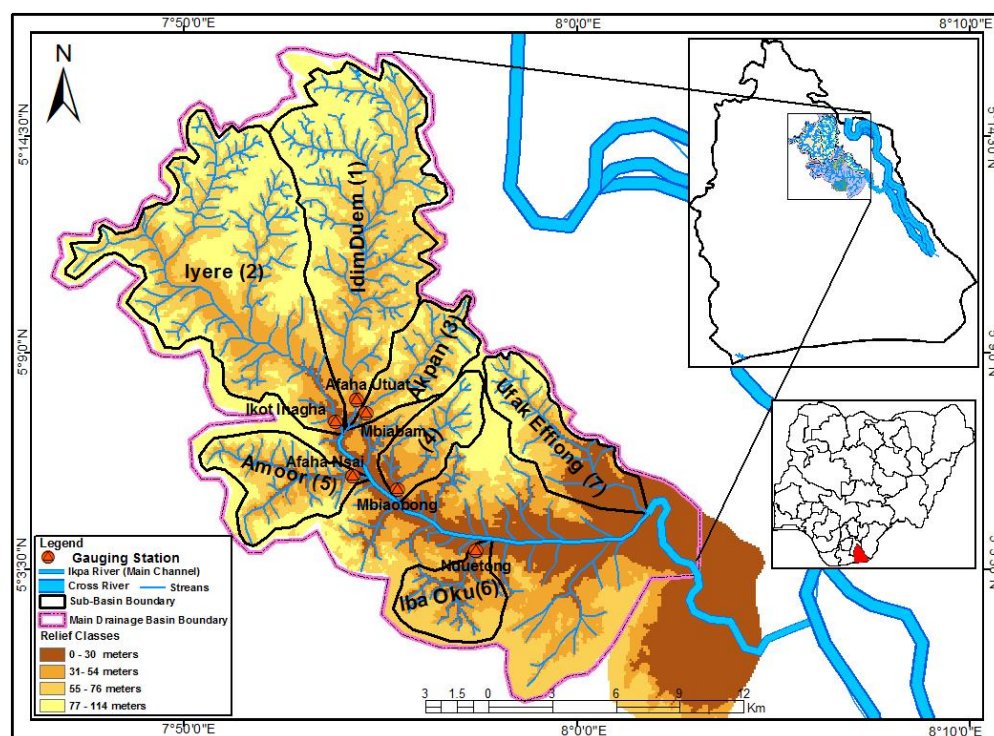 7°50'0"E
8°0'0"E
8°10'0"E
N
5°14'30"N
5°9'0"N
5°3'30"N
Iyere (2)
IdimDuem (1)
Akpan (3)
(4)
Ufak Effiong (7)
Afaha Utuat
Ikot Inagha
Mbiabam
Amoor (5)
Afaha Nsai
Mbiaobong
Nduetong
Iba Oku(6)
Legend
Gauging Station
Ikpa River (Main Channel)
Cross River
Streans
Sub-Basin Boundary
Main Drainage Basin Boundary
Relief Classes
0 - 30 meters
31- 54 meters
55 - 76 meters
77 - 114 meters
3 1.5 0 3 6 9 12
Km
7°50'0"E
8°0'0"E
8°10'0"E